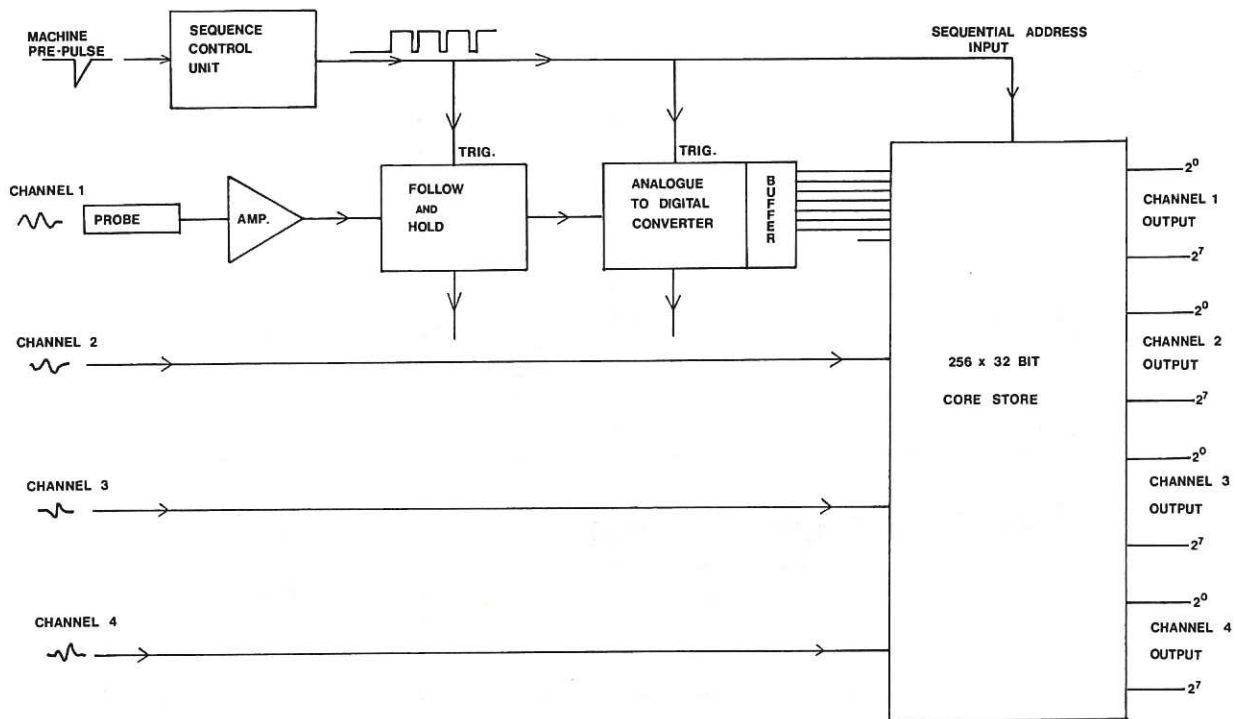 MACHINE
PRE-PULSE
SEQUENCE
CONTROL
UNIT
SEQUENTIAL ADDRESS
INPUT
TRIG.
TRIG.
CHANNEL 1
PROBE
AMP.
FOLLOW
AND
HOLD
ANALOGUE
TO DIGITAL
CONVERTER
BUFFER
2⁰
CHANNEL 1
OUTPUT
2⁷
CHANNEL 2
2⁰
CHANNEL 2
OUTPUT
2⁷
256 x 32 BIT
CORE STORE
CHANNEL 3
2⁰
CHANNEL 3
OUTPUT
2⁷
CHANNEL 4
2⁰
CHANNEL 4
OUTPUT
2⁷